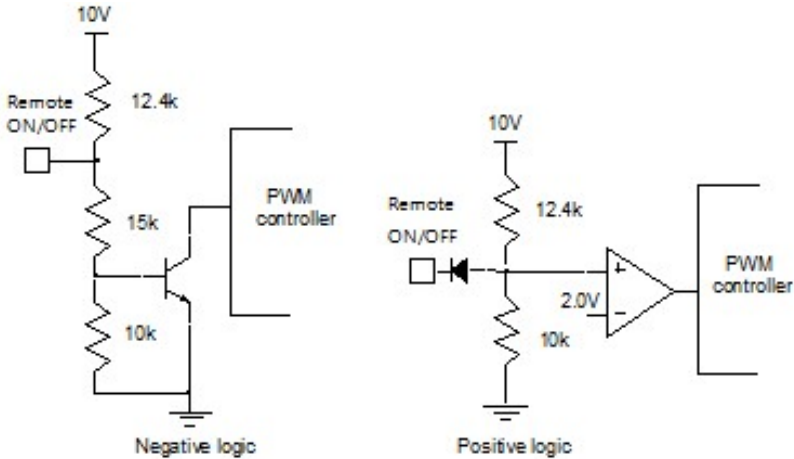 10V
12.4k
Remote
ON/OFF
15k
PWM
controller
10k
Negative logic
10V
12.4k
Remote
ON/OFF
+
2.0V
−
PWM
controller
10k
Positive logic